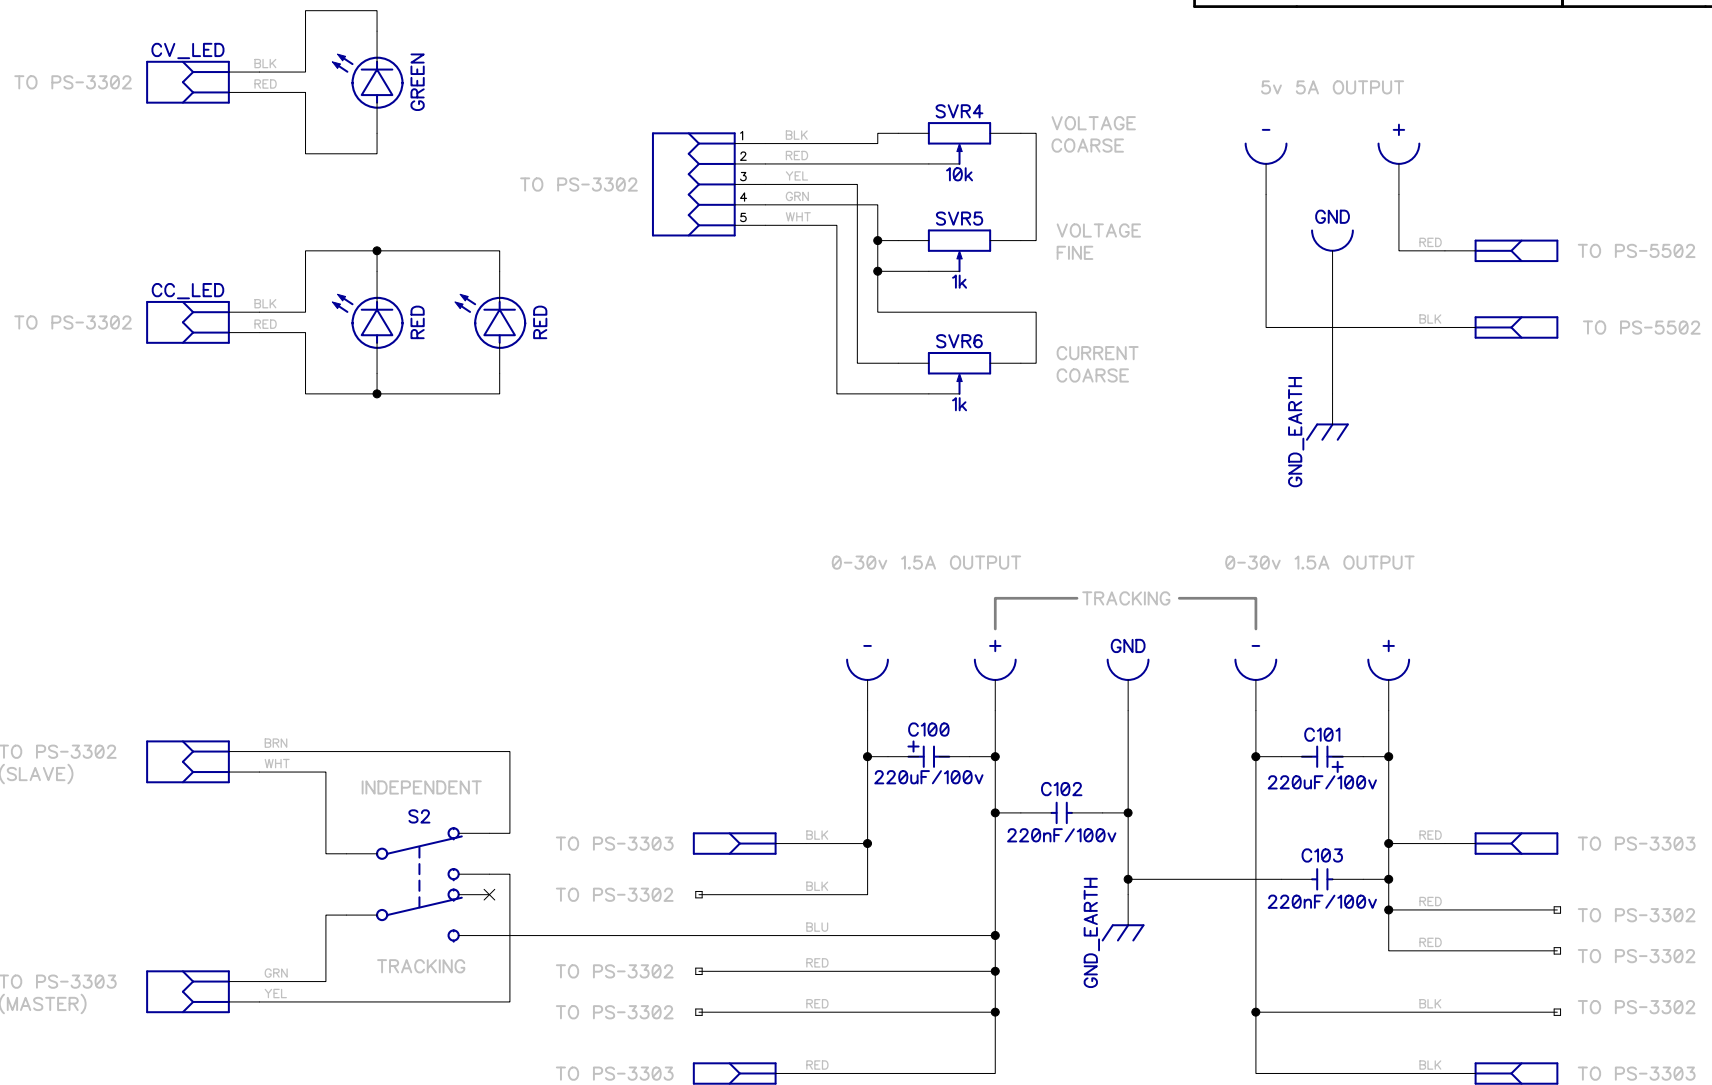 CV_LED
TO PS-3302
BLK
RED
GREEN
CC_LED
TO PS-3302
BLK
RED
RED
RED
TO PS-3302
1
2
3
4
5
BLK
RED
YEL
GRN
WHT
SVR4
10k
VOLTAGE
COARSE
SVR5
1k
VOLTAGE
FINE
SVR6
1k
CURRENT
COARSE
5v 5A OUTPUT
-
+
GND
RED
TO PS-5502
BLK
TO PS-5502
GND_EARTH
0-30v 1.5A OUTPUT
0-30v 1.5A OUTPUT
TRACKING
-
+
GND
-
+
TO PS-3302
(SLAVE)
BRN
WHT
INDEPENDENT
S2
TRACKING
TO PS-3303
(MASTER)
GRN
YEL
C100
+
220uF/100v
C102
220nF/100v
C101
+
220uF/100v
C103
220nF/100v
GND_EARTH
TO PS-3303
BLK
TO PS-3302
BLK
BLU
TO PS-3302
RED
TO PS-3302
RED
TO PS-3303
RED
RED
TO PS-3303
RED
TO PS-3302
RED
TO PS-3302
BLK
TO PS-3302
BLK
TO PS-3303